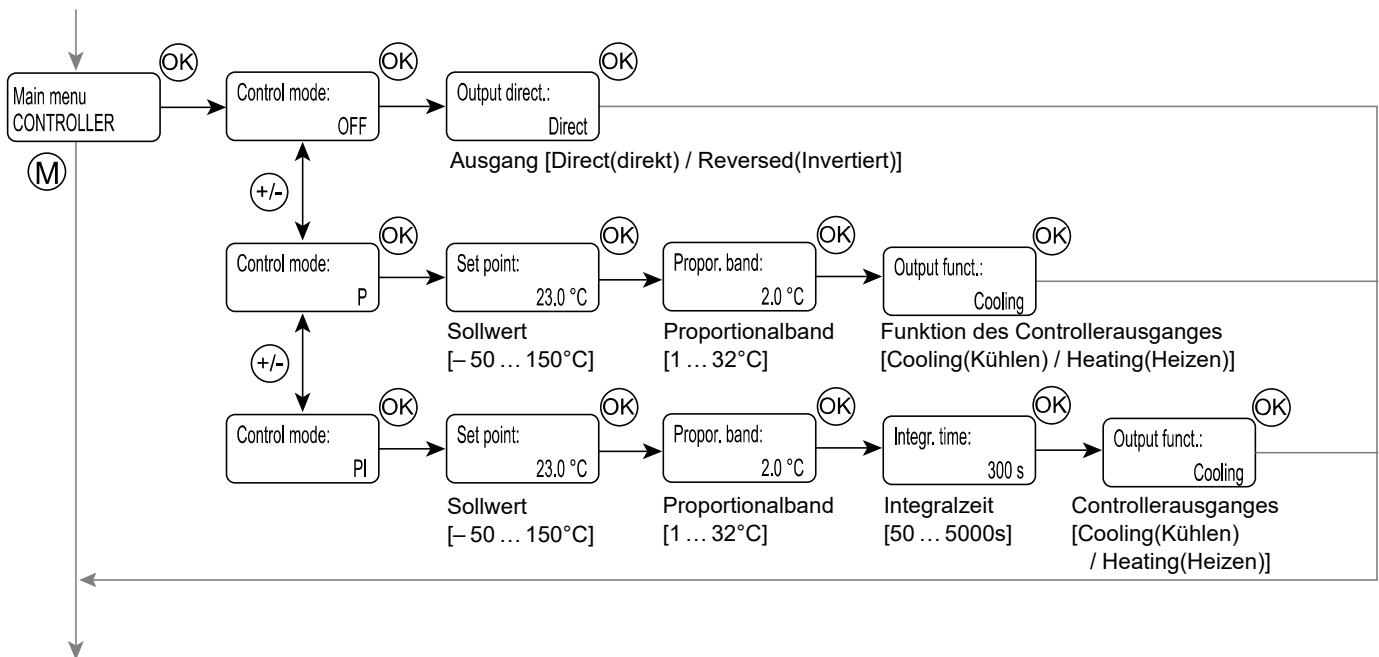 OK
OK
OK
Main menu
CONTROLLER
Control mode:
OFF
Output direct.:
Direct
M
Ausgang [Direct(direkt) / Reversed(Invertiert)]
+/-
OK
OK
OK
OK
Control mode:
P
Set point:
23.0 °C
Propor. band:
2.0 °C
Output funct.:
Cooling
Sollwert
[– 50 … 150°C]
Proportionalband
[1 … 32°C]
Funktion des Controllerausganges
[Cooling(Kühlen) / Heating(Heizen)]
+/-
OK
OK
OK
OK
OK
Control mode:
PI
Set point:
23.0 °C
Propor. band:
2.0 °C
Integr. time:
300 s
Output funct.:
Cooling
Sollwert
[– 50 … 150°C]
Proportionalband
[1 … 32°C]
Integralzeit
[50 … 5000s]
Controllerausganges
[Cooling(Kühlen)
/ Heating(Heizen)]